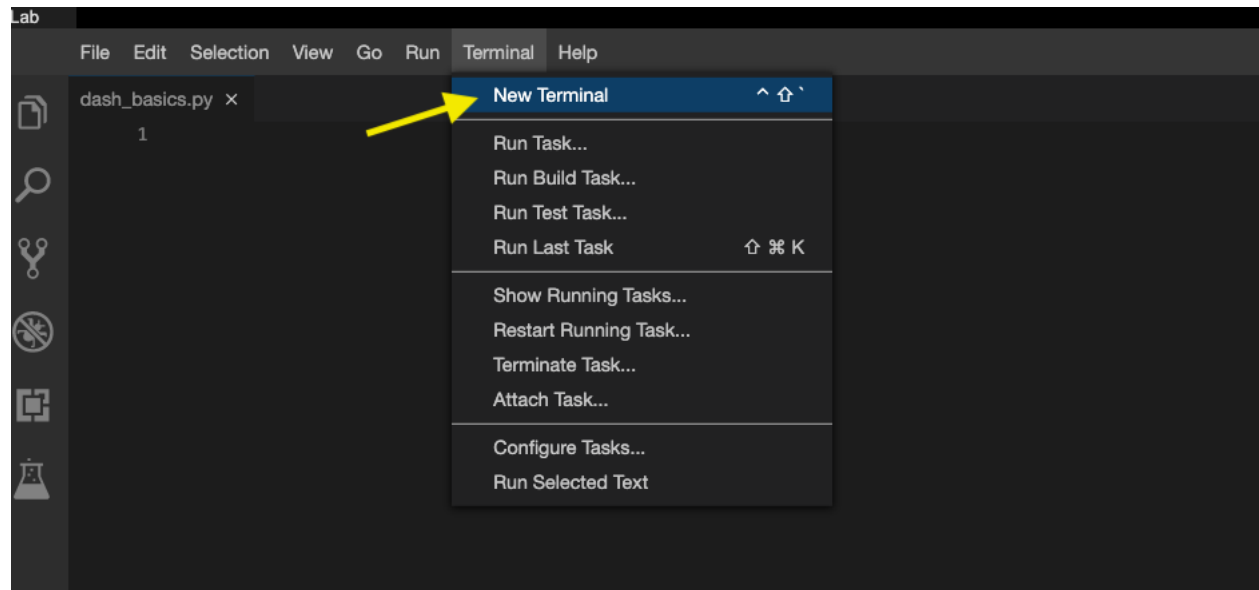 Lab
File Edit Selection View Go Run Terminal Help
dash_basics.py ×
1
New Terminal ^ ⇧ `
Run Task...
Run Build Task...
Run Test Task...
Run Last Task ⇧ ⌘ K
Show Running Tasks...
Restart Running Task...
Terminate Task...
Attach Task...
Configure Tasks...
Run Selected Text